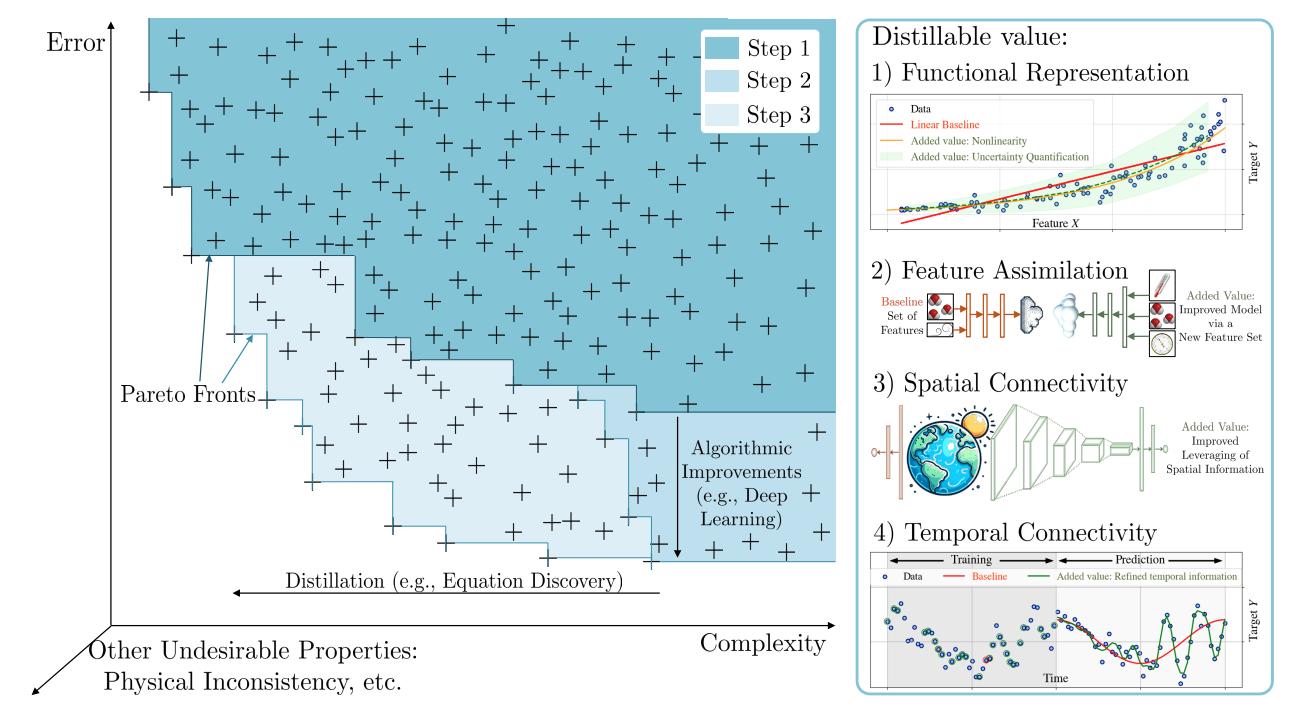 Error
Step 1
Step 2
Step 3
Pareto Fronts
Algorithmic
Improvements
(e.g., Deep
Learning)
Distillation (e.g., Equation Discovery)
Complexity
Other Undesirable Properties:
Physical Inconsistency, etc.
Distillable value:
1) Functional Representation
Data
Linear Baseline
Added value: Nonlinearity
Added value: Uncertainty Quantification
Feature X
Target Y
2) Feature Assimilation
Baseline
Set of
Features
Added Value:
Improved Model
via a
New Feature Set
3) Spatial Connectivity
Added Value:
Improved
Leveraging of
Spatial Information
4) Temporal Connectivity
Training
Prediction
Data
Baseline
Added value: Refined temporal information
Time
Target Y